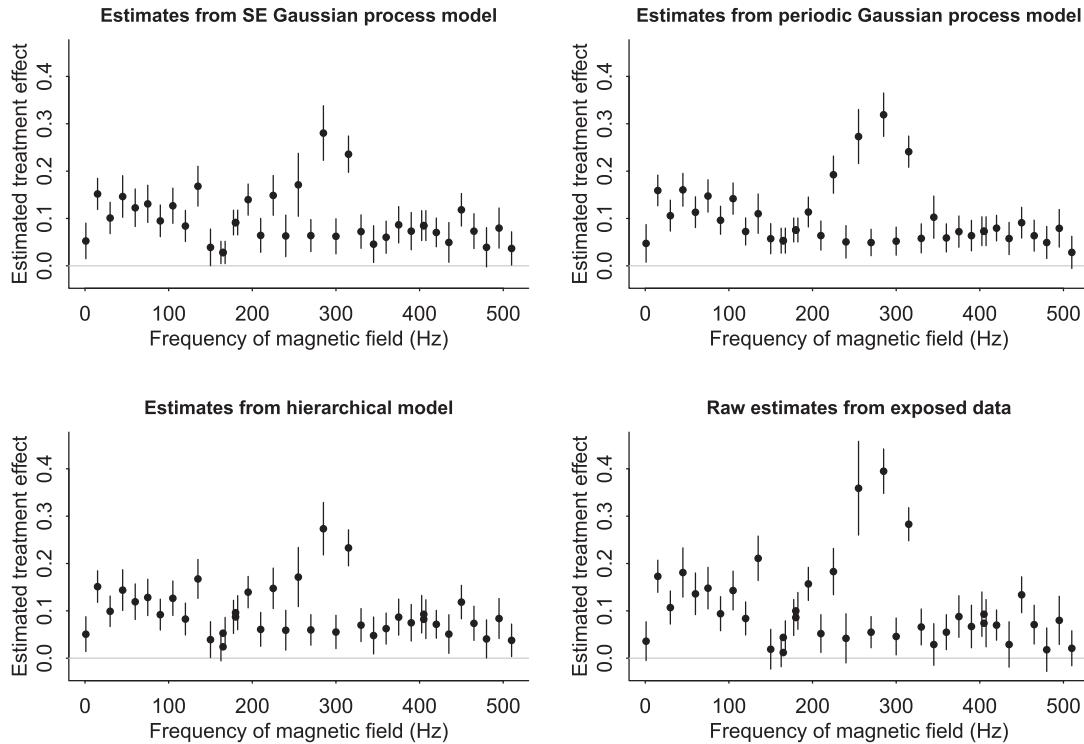 Estimates from SE Gaussian process model
Estimated treatment effect
0.4
0.3
0.2
0.1
0.0
0 100 200 300 400 500
Frequency of magnetic field (Hz)
Estimates from periodic Gaussian process model
Estimated treatment effect
0.4
0.3
0.2
0.1
0.0
0 100 200 300 400 500
Frequency of magnetic field (Hz)
Estimates from hierarchical model
Estimated treatment effect
0.4
0.3
0.2
0.1
0.0
0 100 200 300 400 500
Frequency of magnetic field (Hz)
Raw estimates from exposed data
Estimated treatment effect
0.4
0.3
0.2
0.1
0.0
0 100 200 300 400 500
Frequency of magnetic field (Hz)